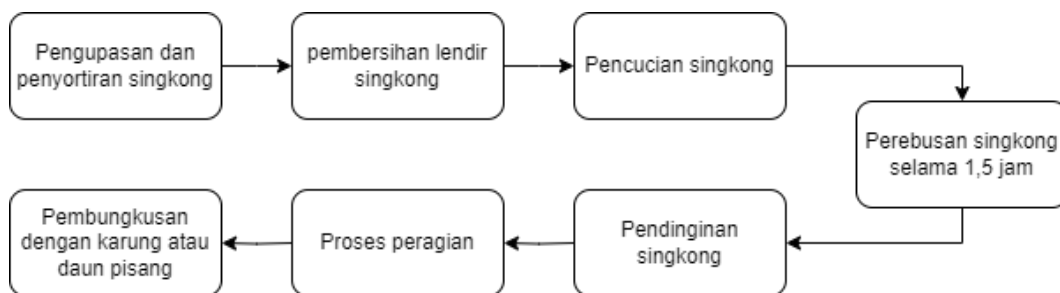 Pengupasan dan
penyortiran singkong
pembersihan lendir
singkong
Pencucian singkong
Perebusan singkong
selama 1,5 jam
Pendinginan
singkong
Proses peragian
Pembungkusan
dengan karung atau
daun pisang